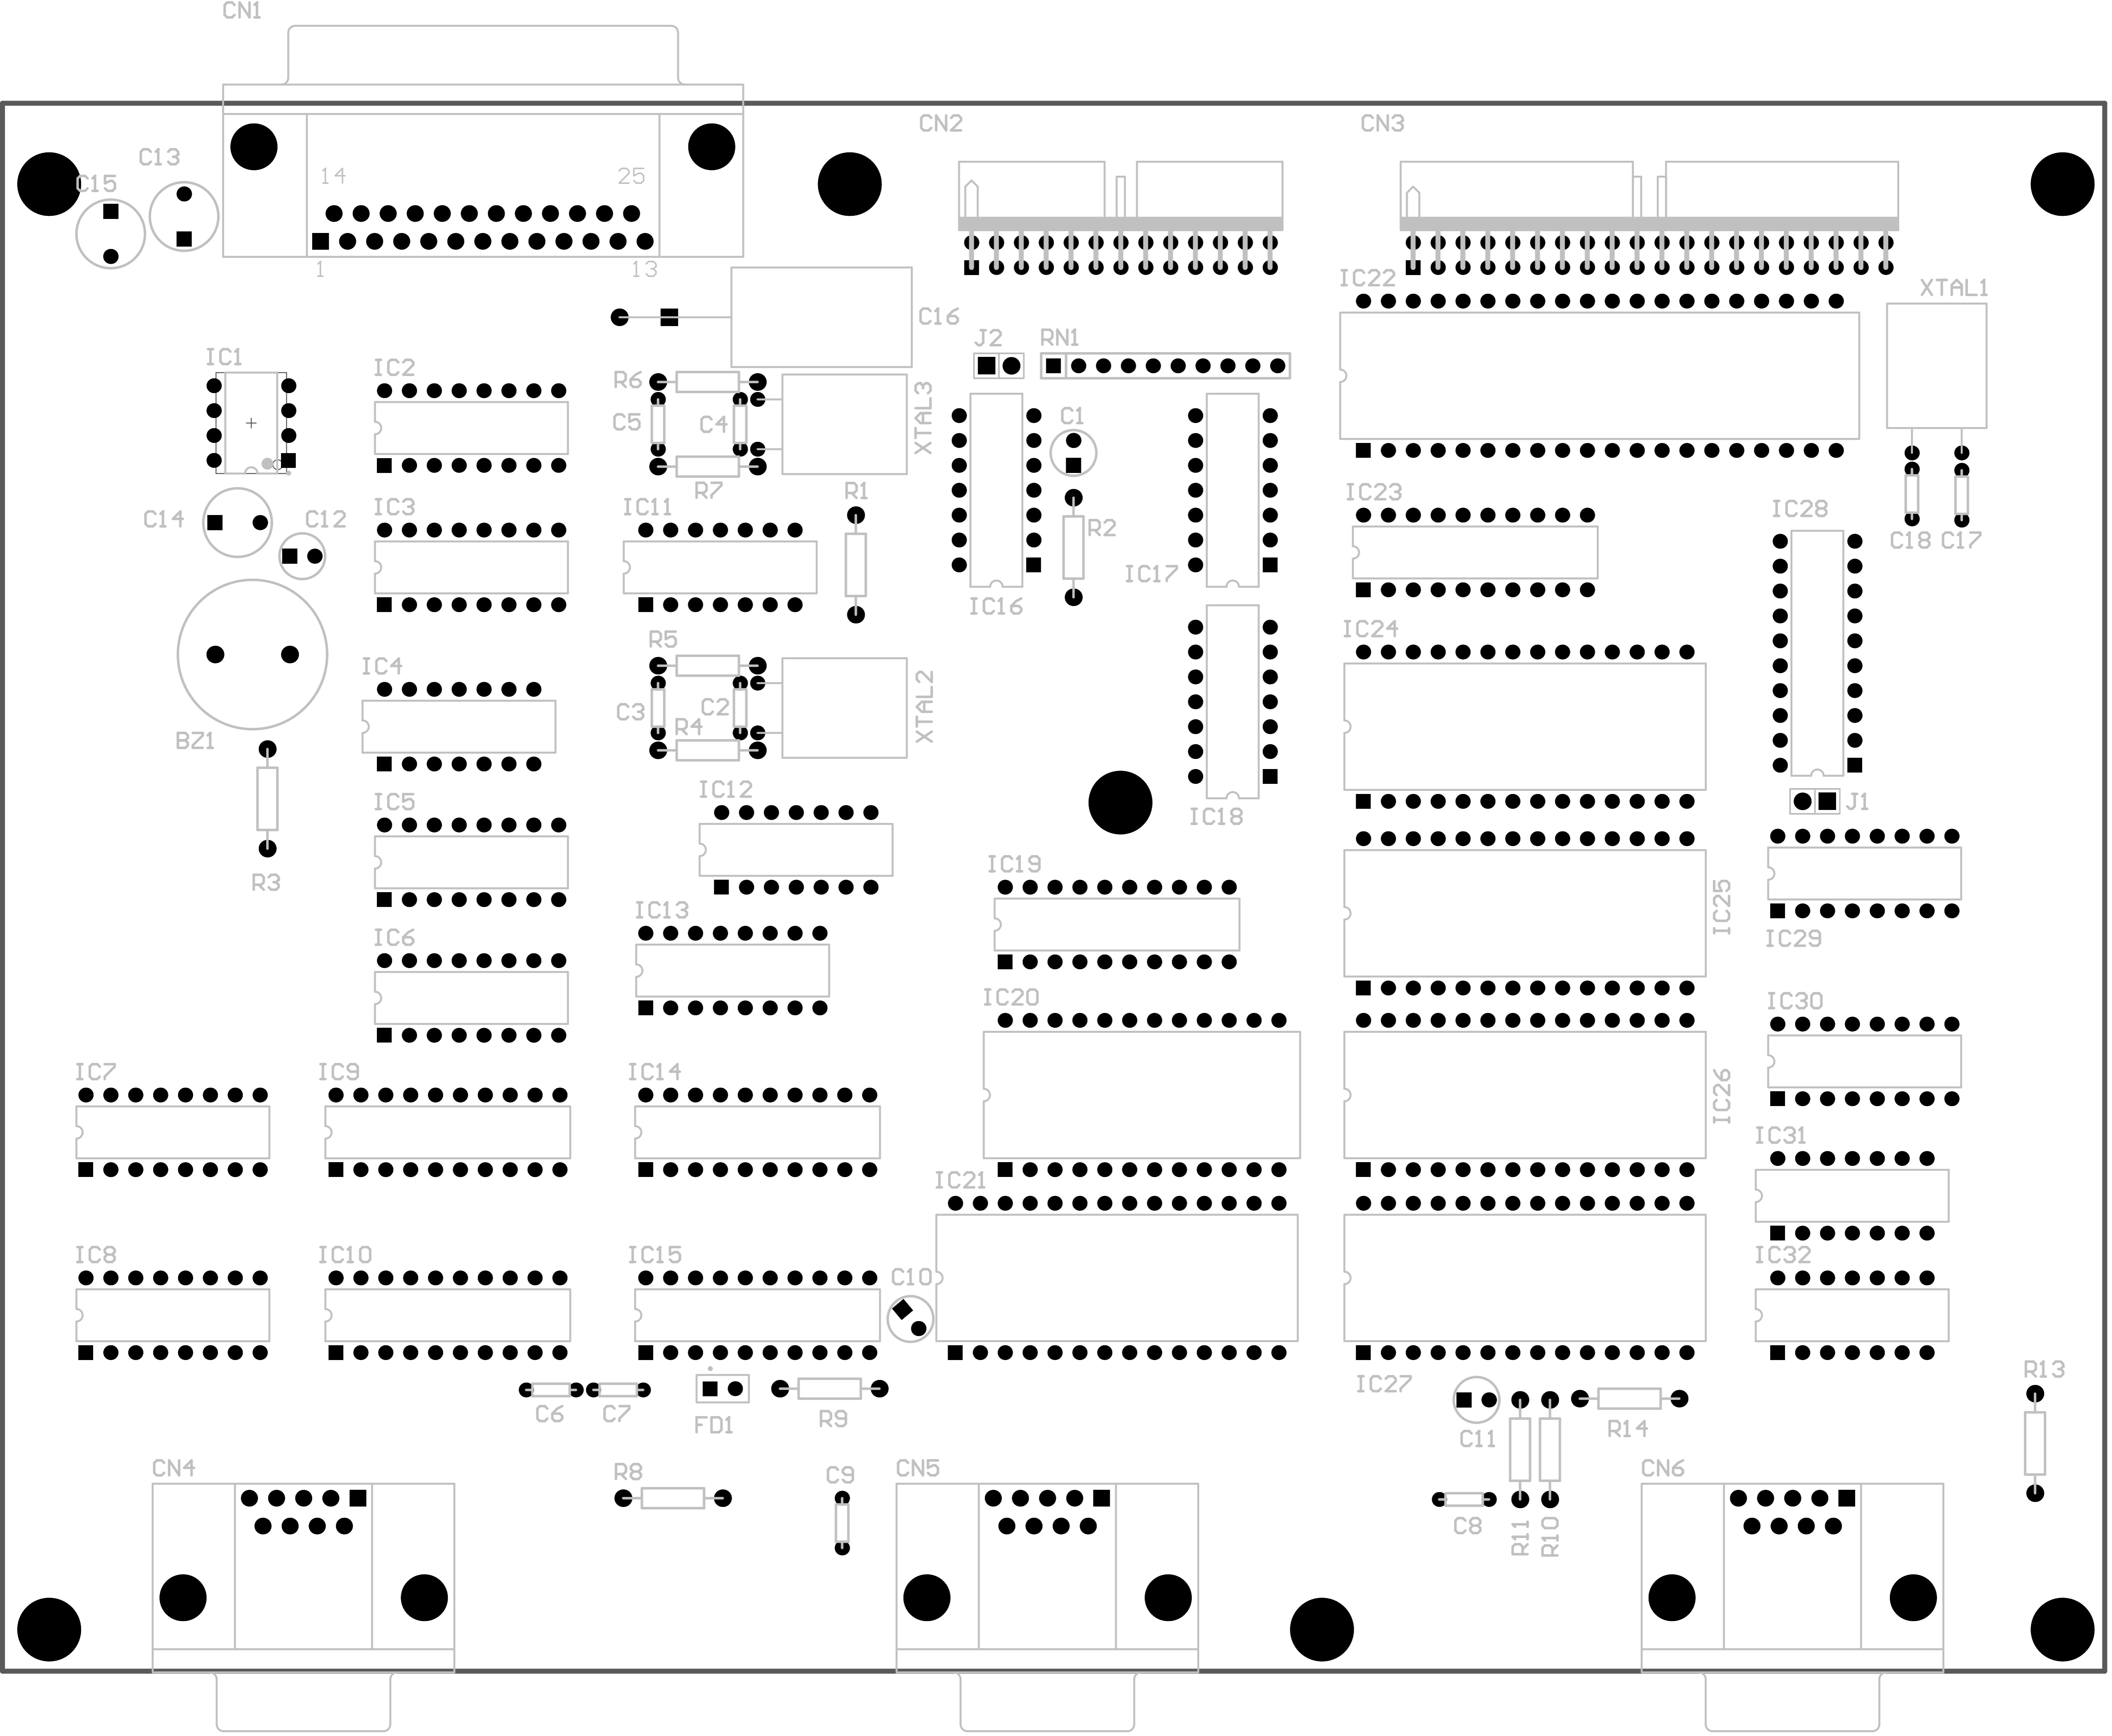 CN1
CN2
CN3
C13
C15
14
25
1
13
IC22
XTAL1
C16
J2
RN1
IC1
IC2
R6
XTAL3
C5
C4
C1
R7
R1
IC23
C14
C12
IC3
IC11
R2
IC28
C18
C17
IC17
IC16
IC24
R5
IC4
XTAL2
C3
C2
R4
BZ1
IC12
IC5
IC18
J1
IC19
R3
IC25
IC13
IC6
IC29
IC20
IC30
IC7
IC9
IC14
IC26
IC31
IC21
IC8
IC10
IC15
C10
IC32
R13
IC27
C6
C7
FD1
R9
C11
R14
CN4
R8
C9
CN5
CN6
C8
R11
R10